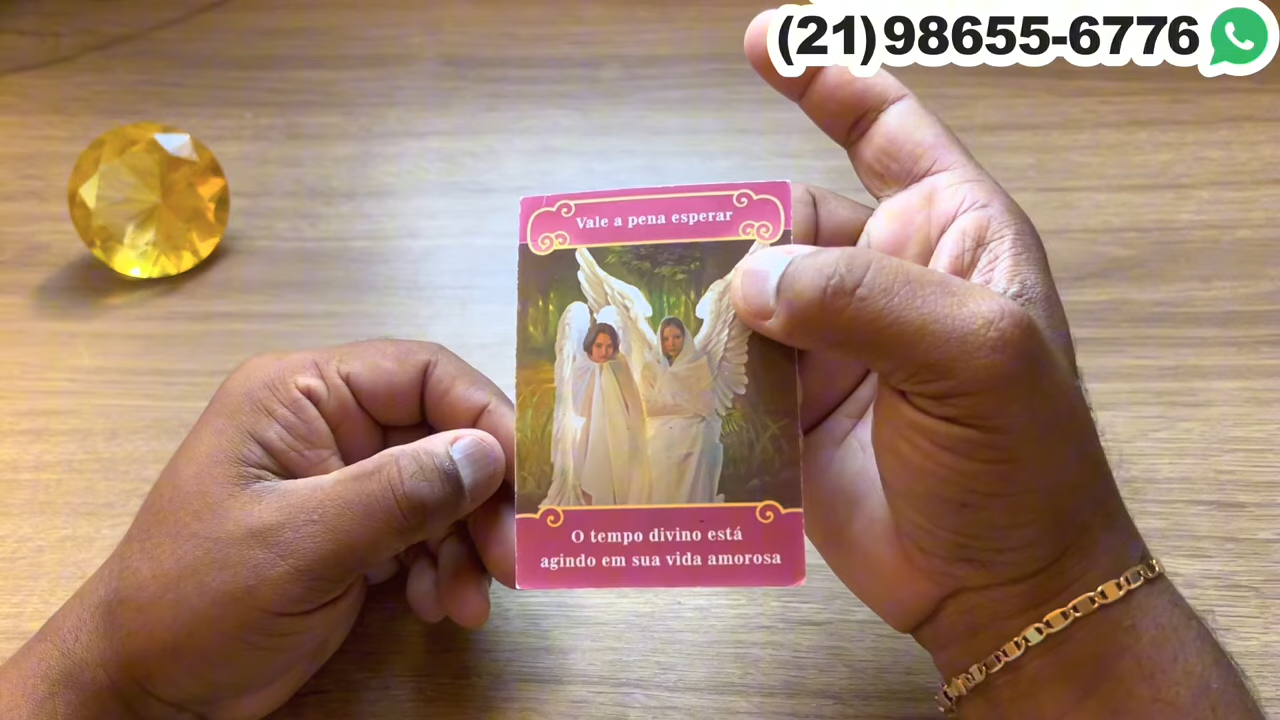 (21)98655-6776
Vale a pena esperar
O tempo divino está
agindo em sua vida amorosa